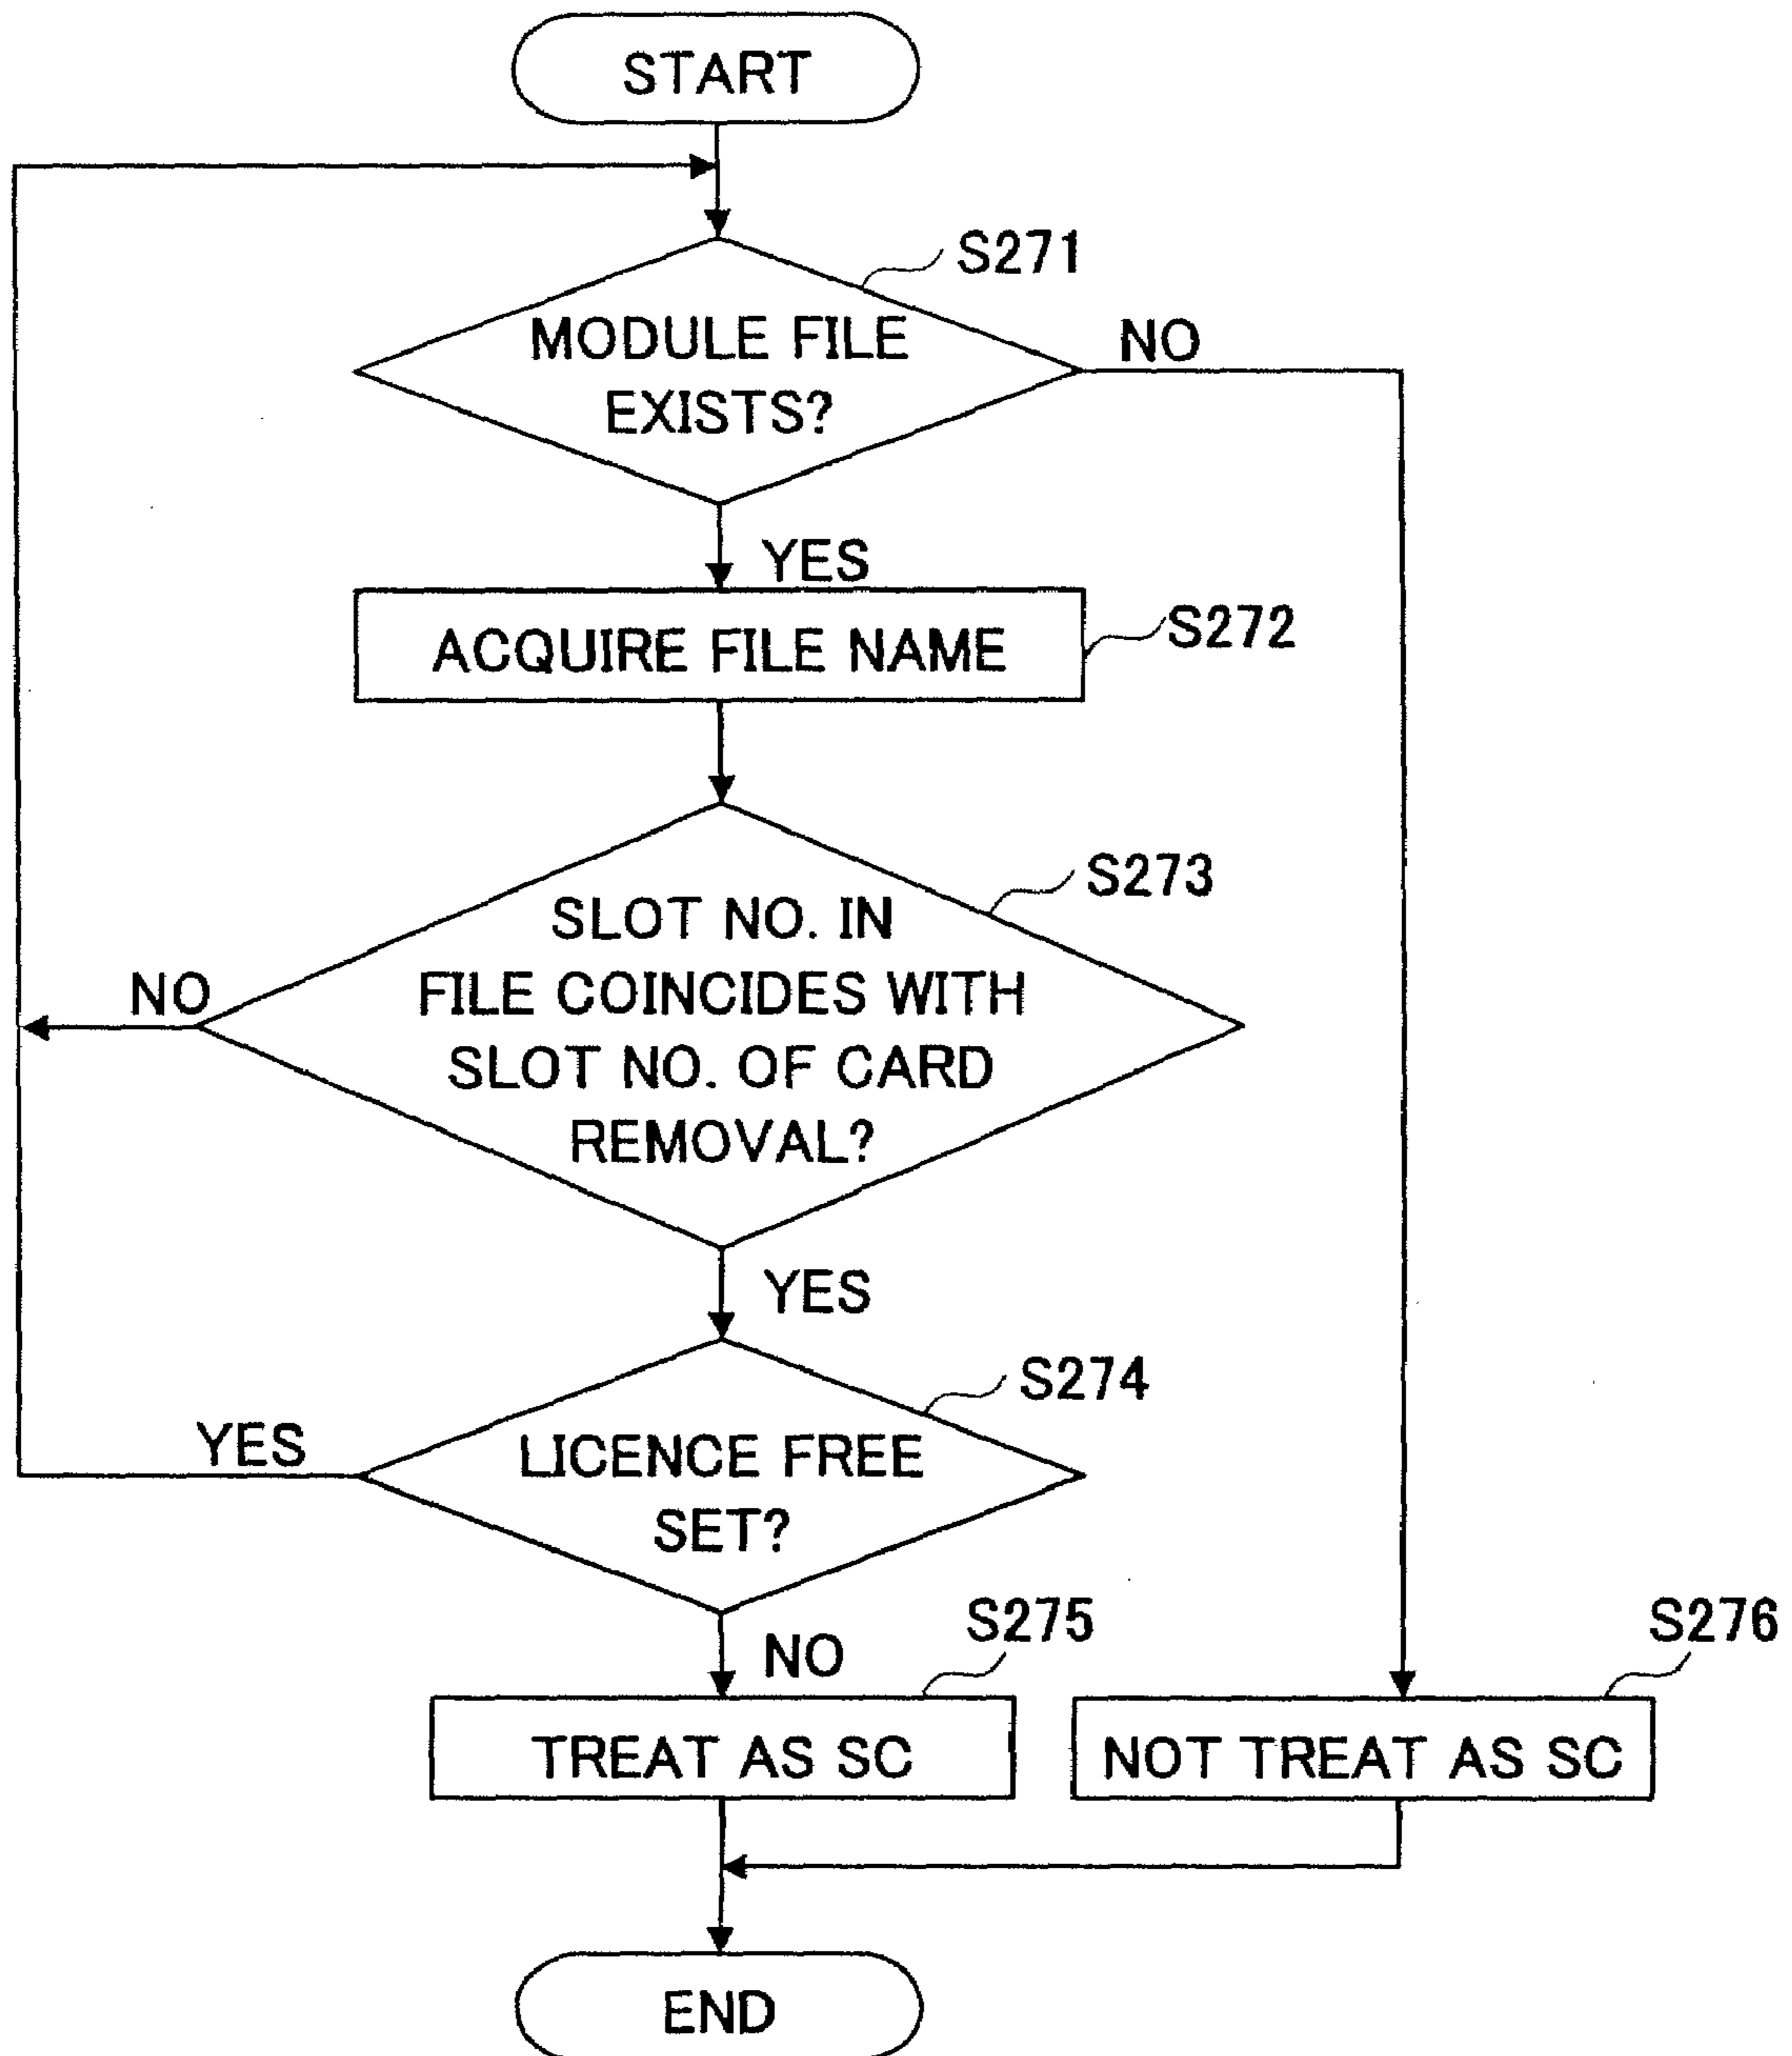 START
S271
MODULE FILE
EXISTS?
NO
YES
ACQUIRE FILE NAME
S272
S273
SLOT NO. IN
FILE COINCIDES WITH
SLOT NO. OF CARD
REMOVAL?
NO
YES
S274
LICENCE FREE
SET?
YES
NO
S275
S276
TREAT AS SC
NOT TREAT AS SC
END